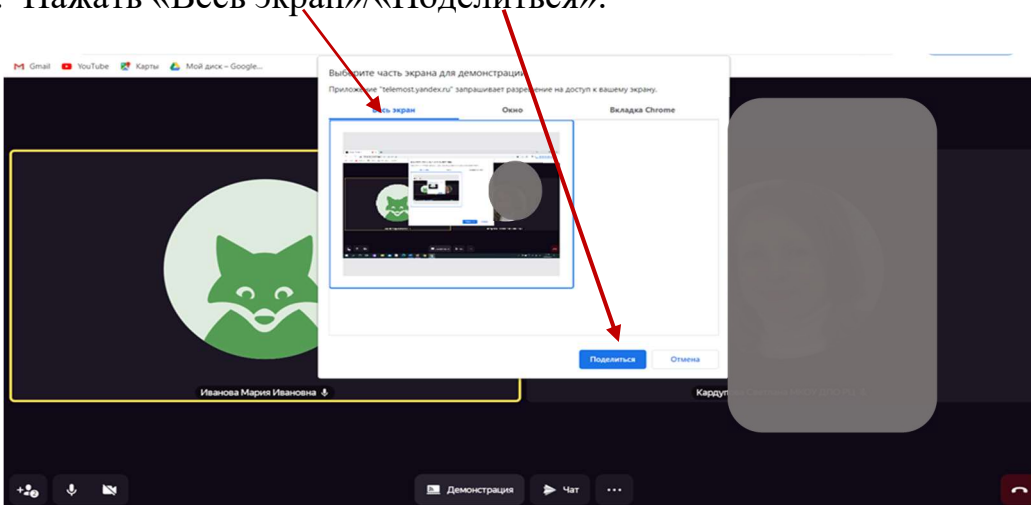 Нажать «Весь экран»/«Поделиться».
Gmail YouTube Карты Мой диск – Google...
Выберите часть экрана для демонстрации
Приложение "telemost.yandex.ru" запрашивает разрешение на доступ к вашему экрану.
Весь экран Окно Вкладка Chrome
Поделиться Отмена
Иванова Мария Ивановна
Демонстрация Чат